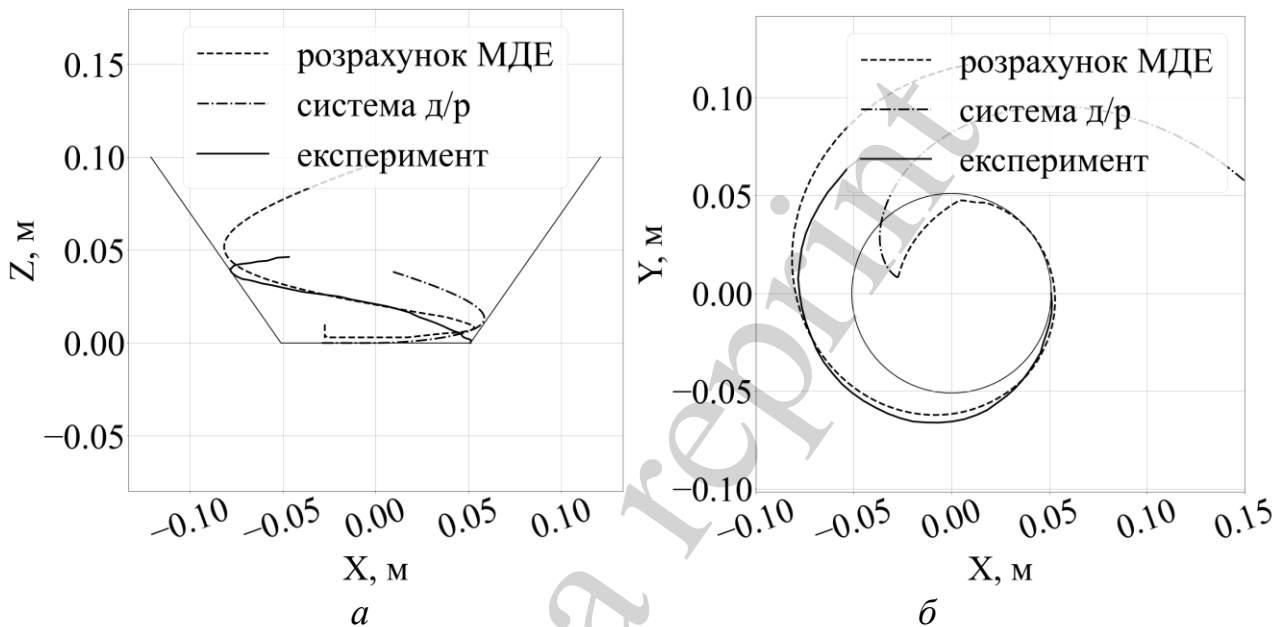 розрахунок МДЕ
система д/р
експеримент
0.15
0.10
0.05
0.00
−0.05
Z, м
−0.10
−0.05
0.00
0.05
0.10
X, м
а
розрахунок МДЕ
система д/р
експеримент
0.10
0.05
0.00
−0.05
−0.10
Y, м
−0.10
−0.05
0.00
0.05
0.10
0.15
X, м
б
a reprint